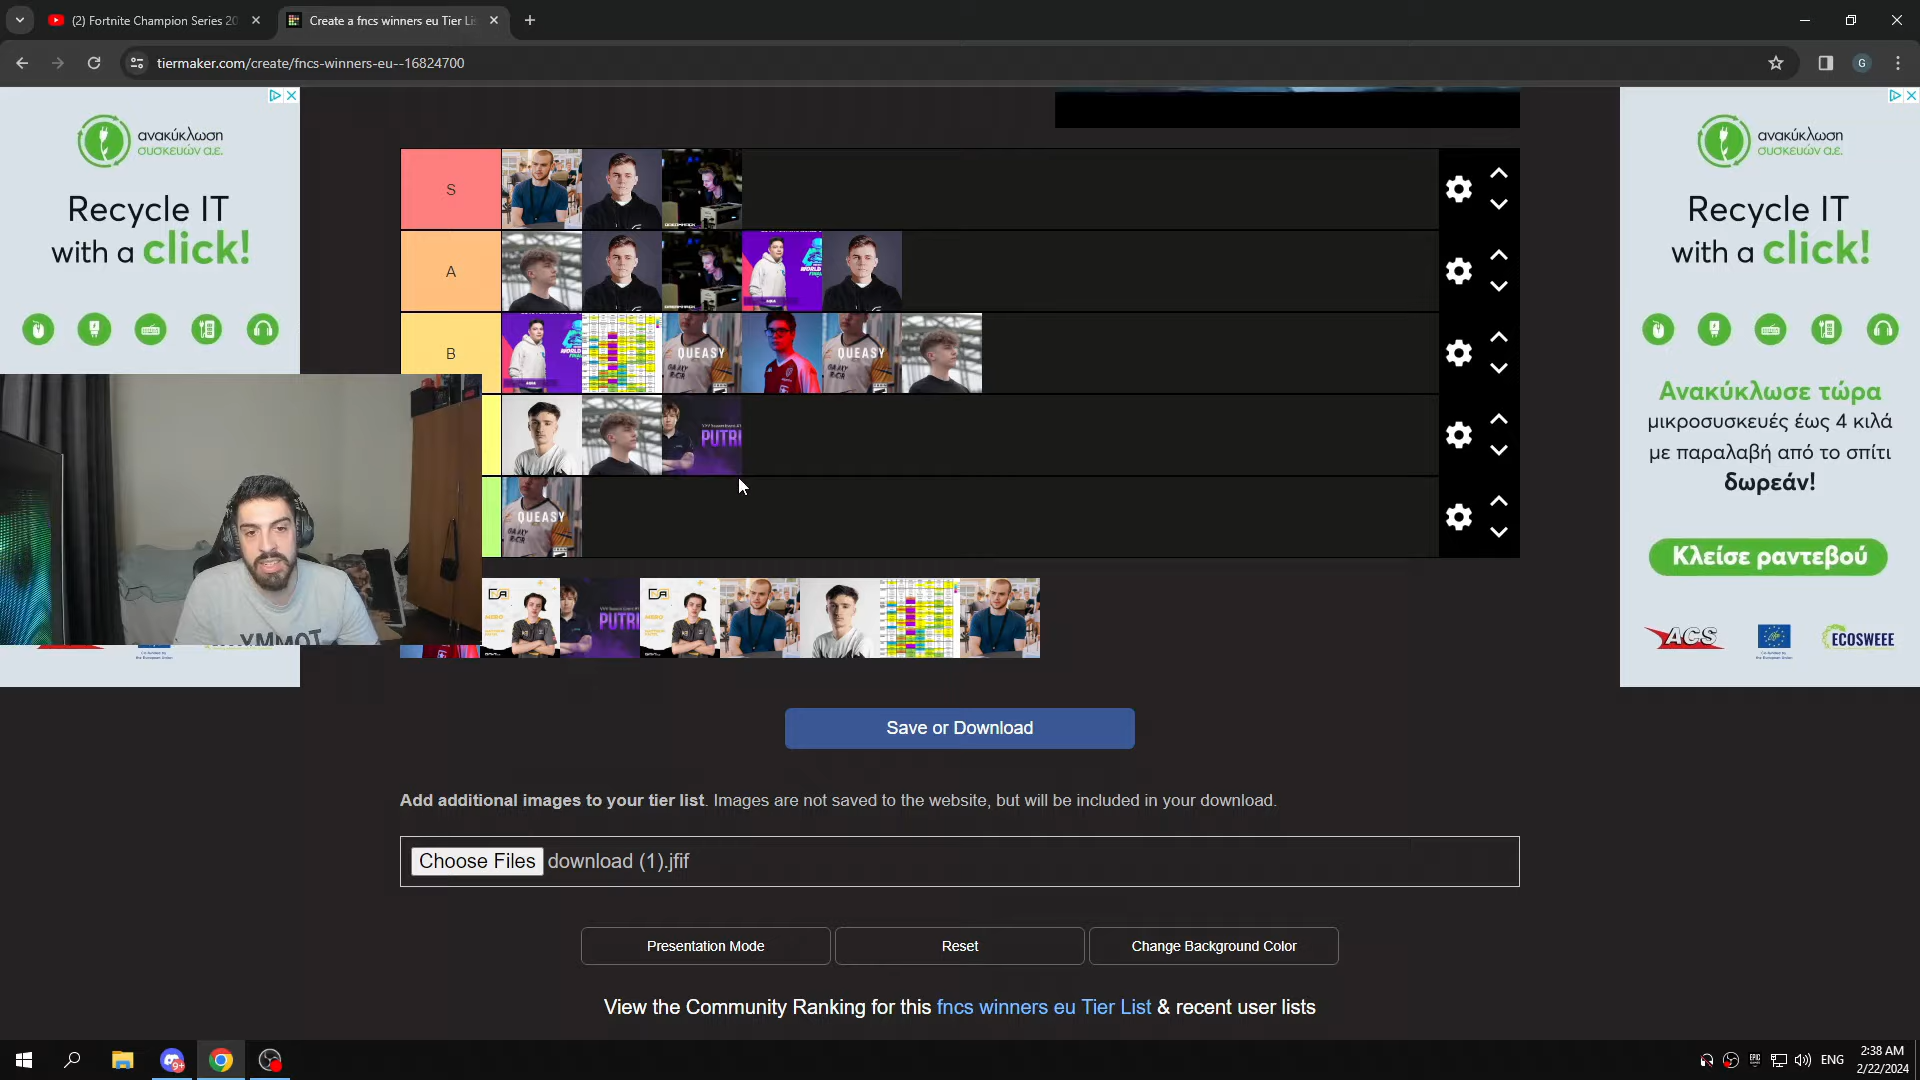 (2) Fortnite Champion Series 20
Create a fncs winners eu Tier Li
tiermaker.com/create/fncs-winners-eu--16824700
G
ανακύκλωση
συσκευών α.ε.
Recycle IT
with a click!
ανακύκλωση
συσκευών α.ε.
Recycle IT
with a click!
Ανακύκλωσε τώρα
μικροσυσκευές έως 4 κιλά
με παραλαβή από το σπίτι
δωρεάν!
Κλείσε ραντεβού
ACS
ECOSWEEE
S
A
B
QUEASY
QUEASY
PUTRI
QUEASY
PUTRI
Save or Download
Add additional images to your tier list. Images are not saved to the website, but will be included in your download.
Choose Files download (1).jfif
Presentation Mode
Reset
Change Background Color
View the Community Ranking for this fncs winners eu Tier List & recent user lists
9+
ENG
2:38 AM
2/22/2024